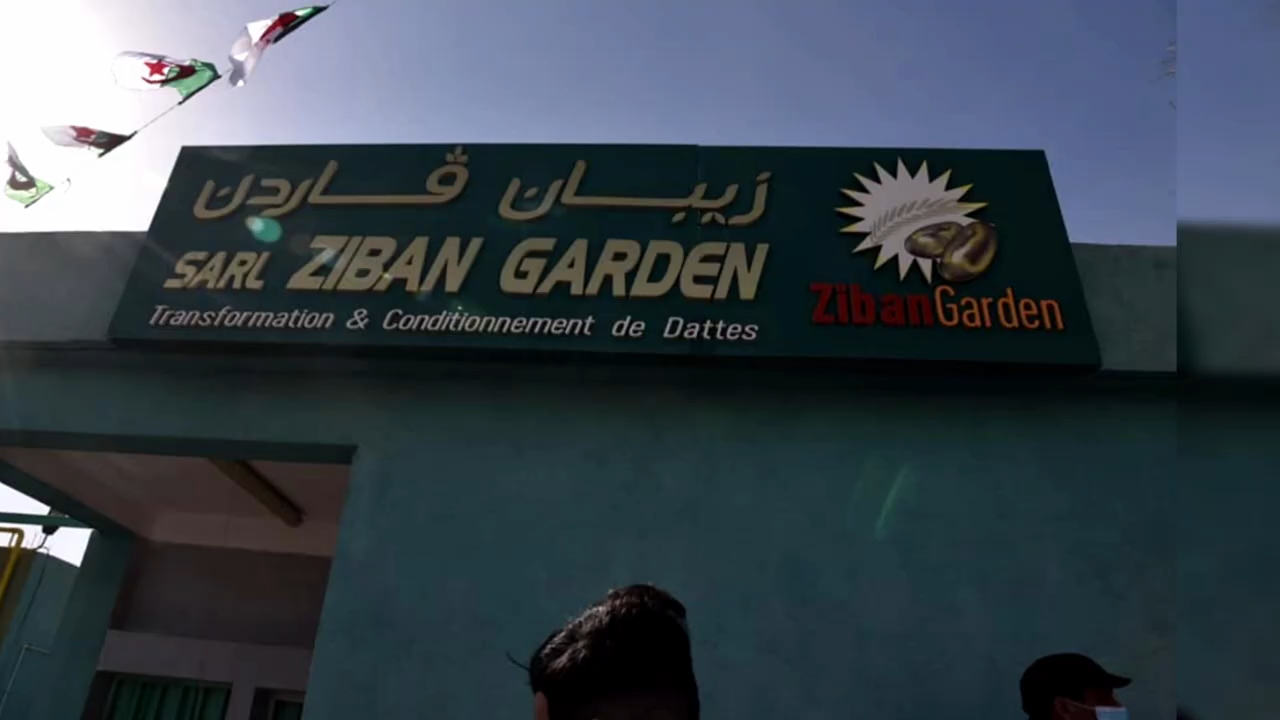 زيبان ڤاردن
SARL ZIBAN GARDEN
Transformation & Conditionnement de Dattes
ZibanGarden